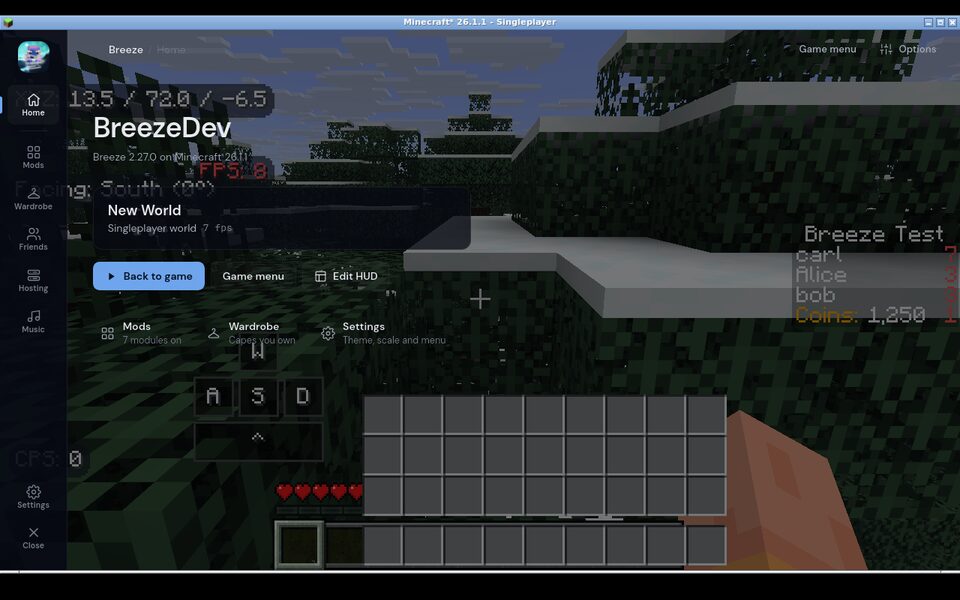 Minecraft* 26.1.1 - Singleplayer
Breeze / Home
Game menu
Options
13.5 / 72.0 / -6.5
Home
BreezeDev
Breeze 2.27.0 on Minecraft 26.1.1
FPS: 8
Mods
Facing: South (0°)
Wardrobe
New World
Singleplayer world 7 fps
Friends
Breeze Test
carl 7
Alice 3
bob
Coins: 1,250 1
Hosting
Back to game
Game menu
Edit HUD
Music
Mods
7 modules on
Wardrobe
Capes you own
Settings
Theme, scale and menu
W
A S D
^
CPS: 0
Settings
Close